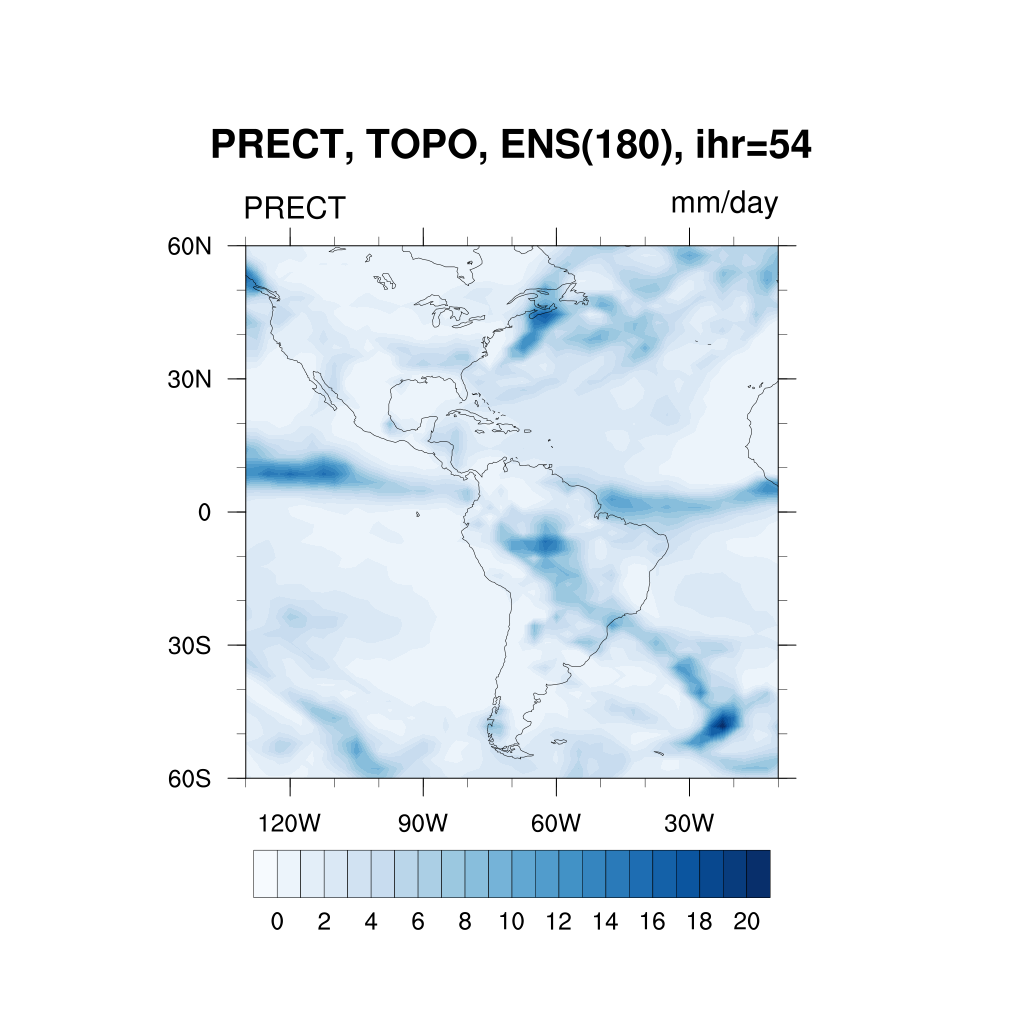 PRECT, TOPO, ENS(180), ihr=54
PRECT mm/day
60N
30N
0
30S
60S
120W 90W 60W 30W
0 2 4 6 8 10 12 14 16 18 20